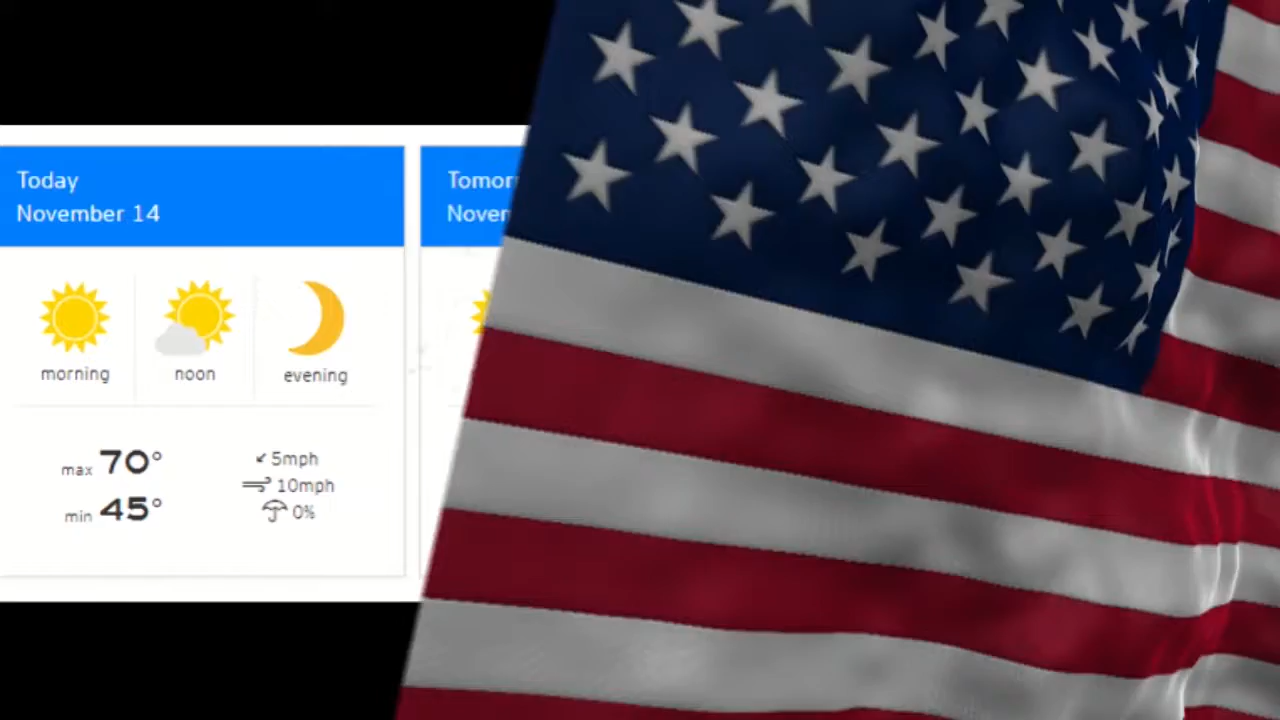 Today
November 14
morning
noon
evening
max 70°
min 45°
5mph
10mph
0%